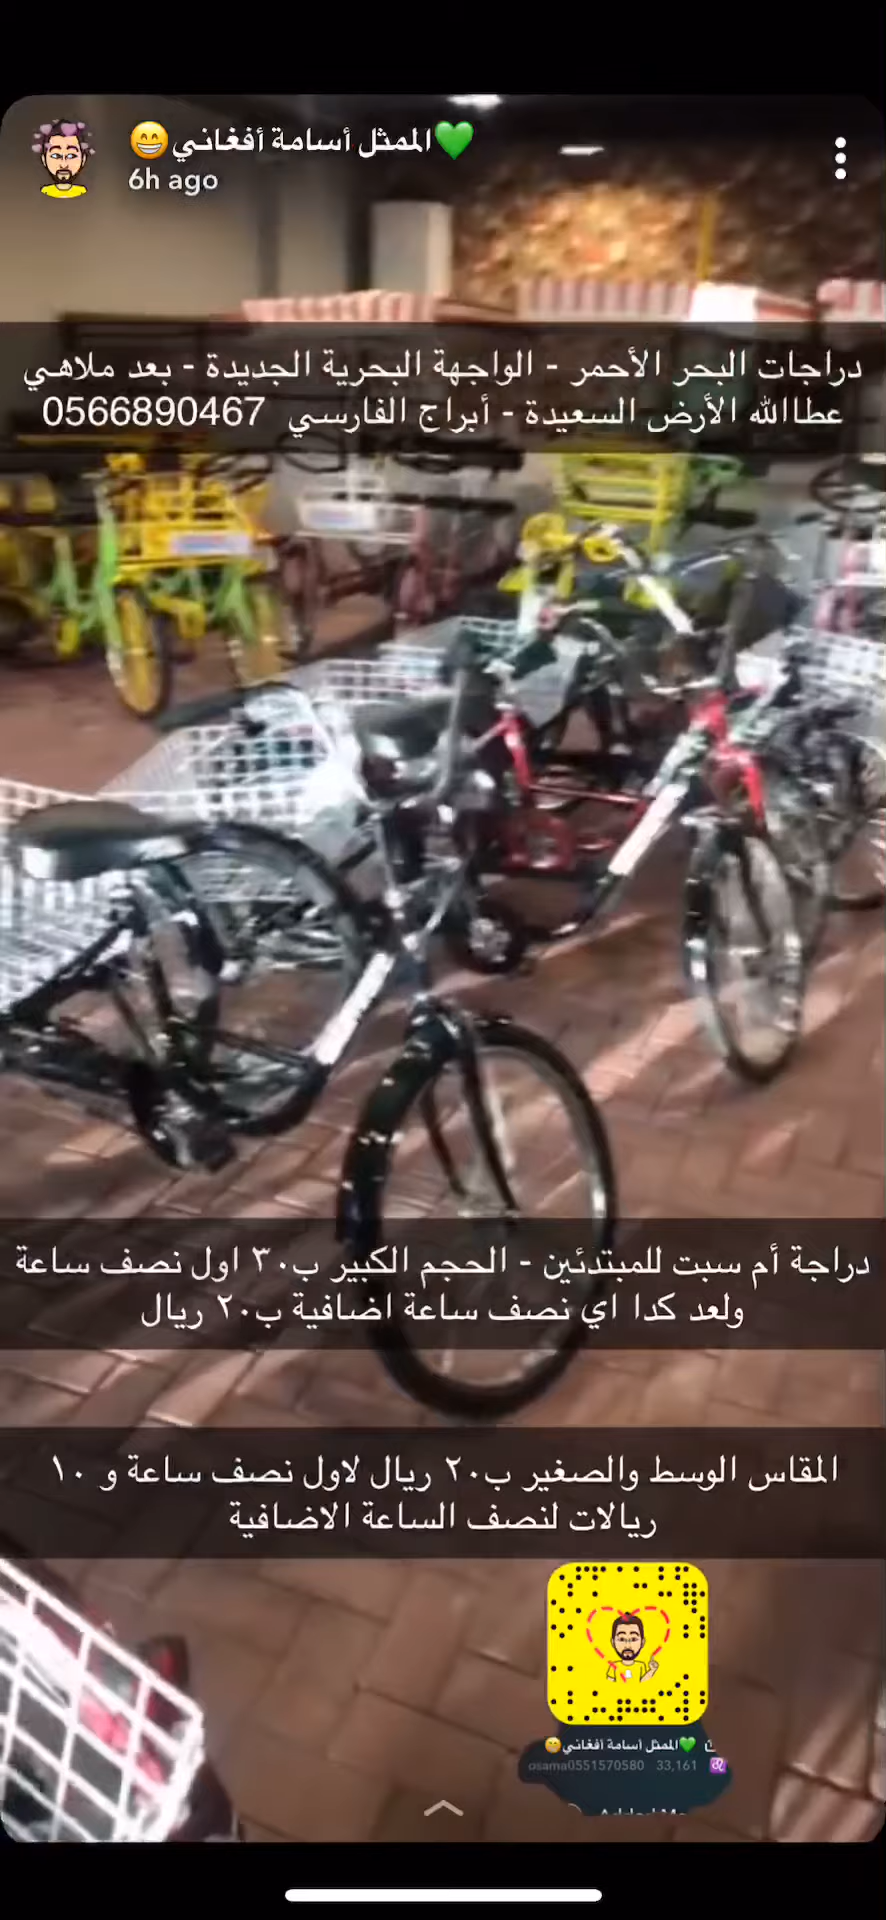 💚الممثل أسامة أفغاني😁
6h ago
دراجات البحر الأحمر - الواجهة البحرية الجديدة - بعد ملاهي
عطاالله الأرض السعيدة - أبراج الفارسي 0566890467
دراجة أم سبت للمبتدئين - الحجم الكبير ب٣٠ اول نصف ساعة
ولعد كدا اي نصف ساعة اضافية ب٢٠ ريال
المقاس الوسط والصغير ب٢٠ ريال لاول نصف ساعة و ١٠
ريالات لنصف الساعة الاضافية
💚الممثل أسامة أفغاني😁
osama0551570580 33,161 ♌